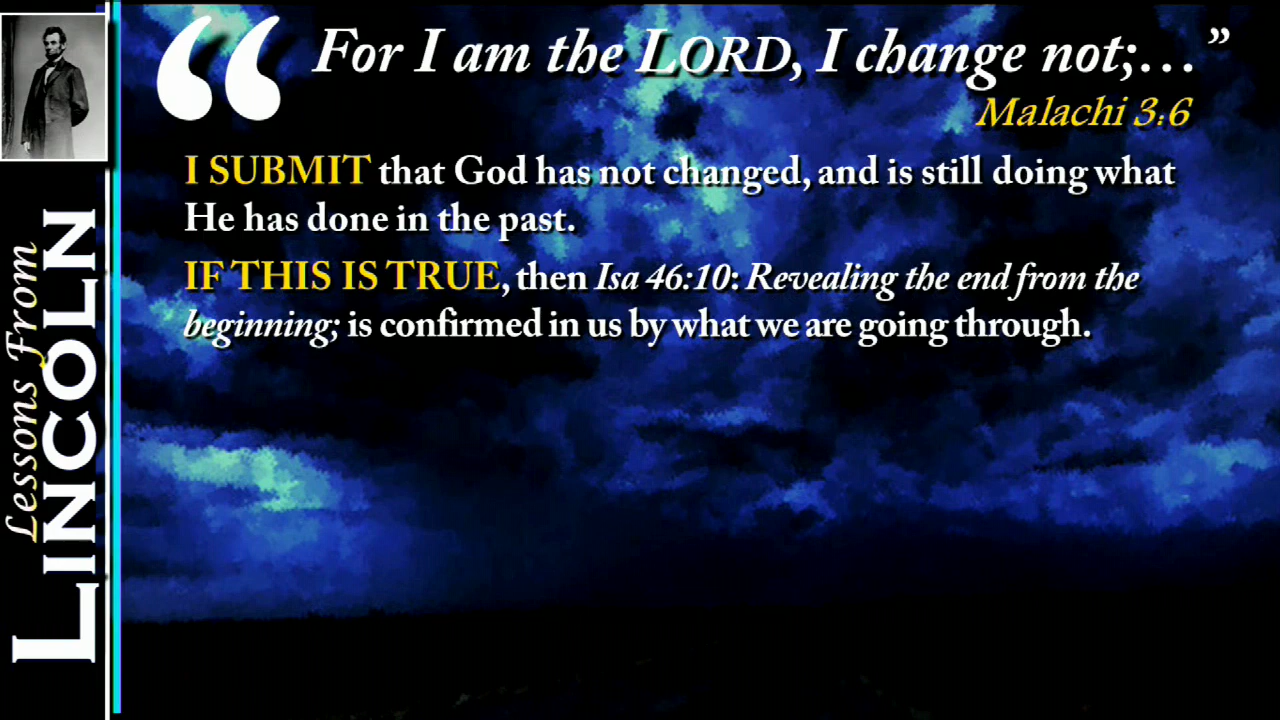 “For I am the LORD, I change not;…”
Malachi 3:6
I SUBMIT that God has not changed, and is still doing what
He has done in the past.
IF THIS IS TRUE, then Isa 46:10: Revealing the end from the
beginning; is confirmed in us by what we are going through.
Lessons From
LINCOLN